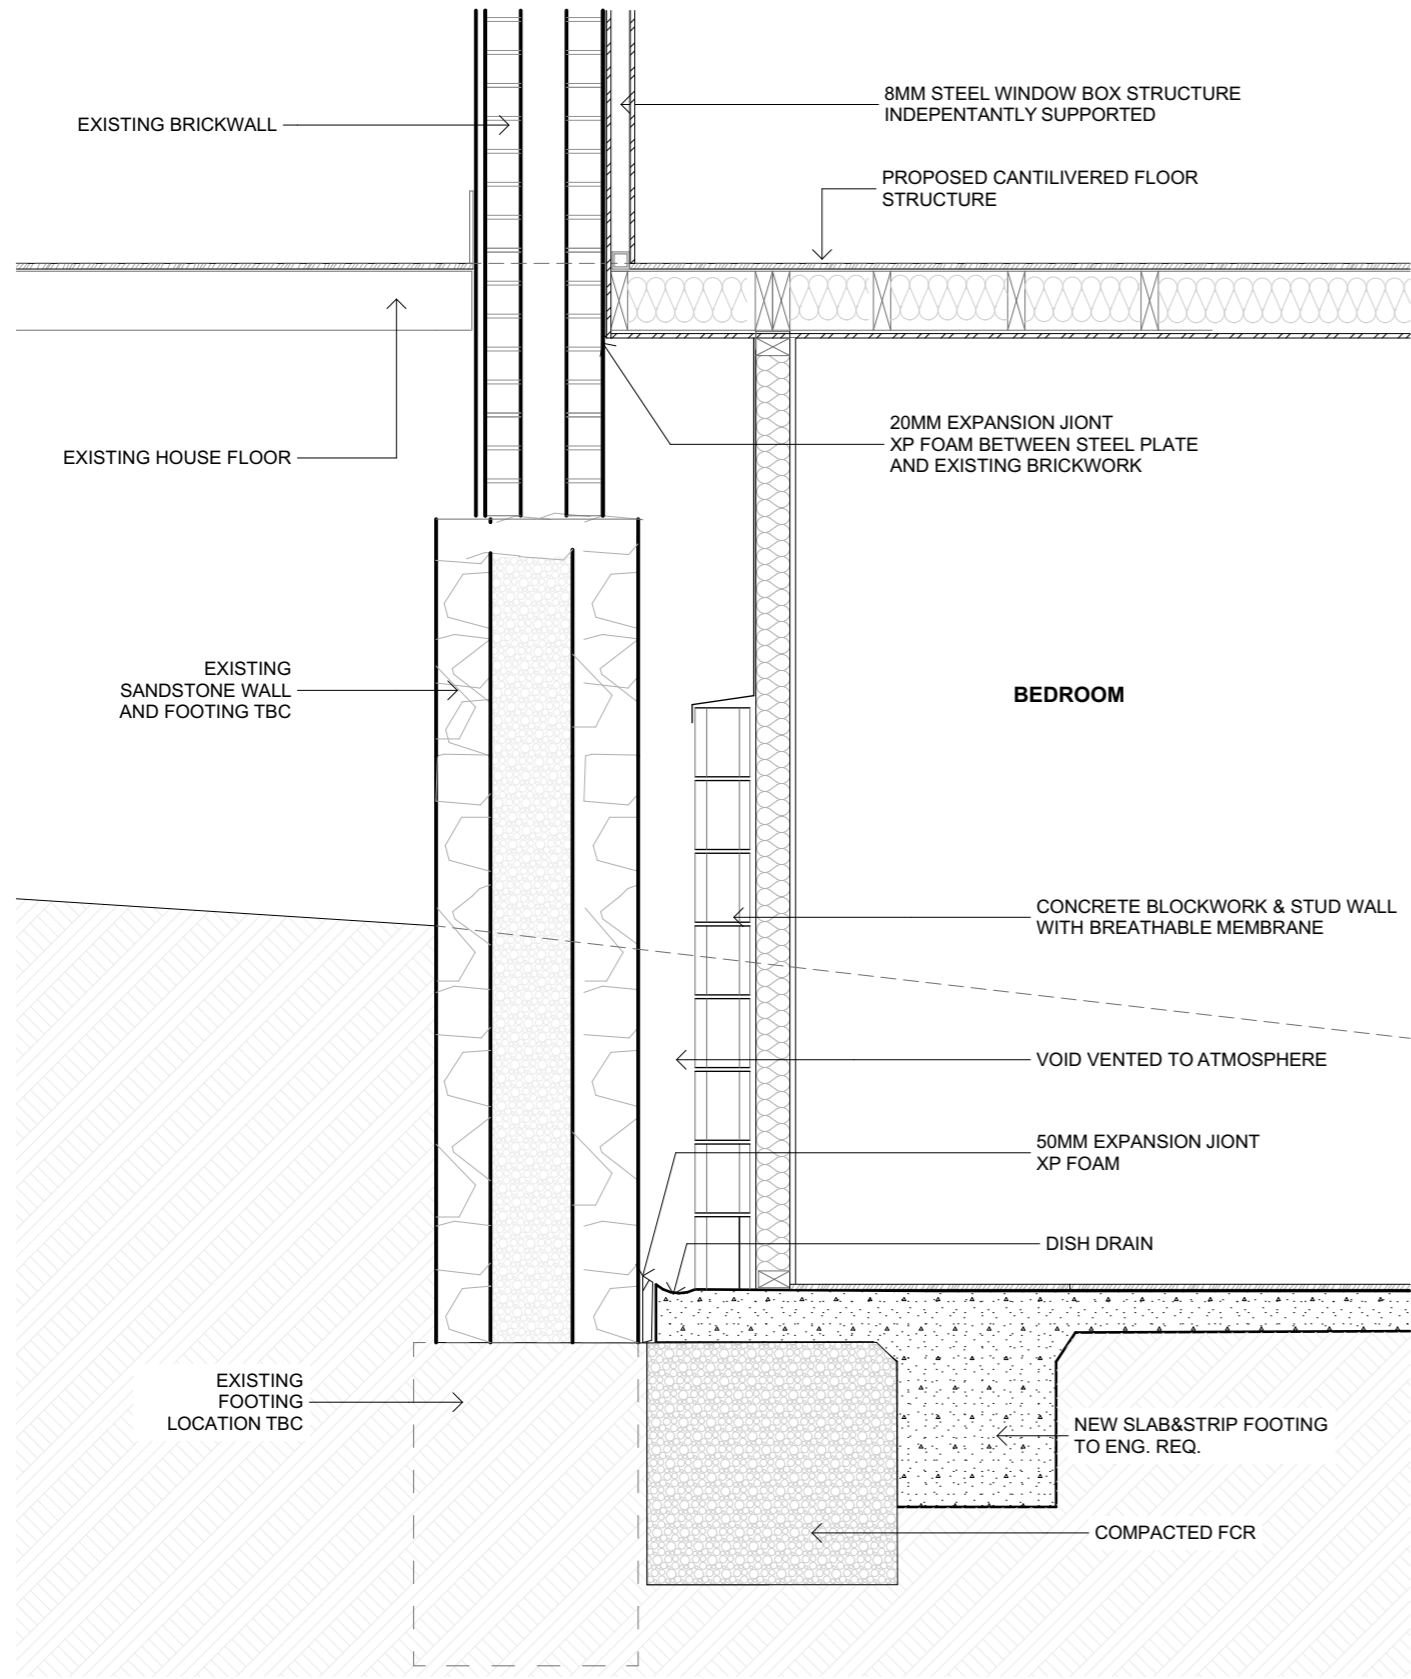 EXISTING BRICKWALL
8MM STEEL WINDOW BOX STRUCTURE
INDEPENTANTLY SUPPORTED
PROPOSED CANTILIVERED FLOOR
STRUCTURE
EXISTING HOUSE FLOOR
20MM EXPANSION JIONT
XP FOAM BETWEEN STEEL PLATE
AND EXISTING BRICKWORK
EXISTING
SANDSTONE WALL
AND FOOTING TBC
BEDROOM
CONCRETE BLOCKWORK & STUD WALL
WITH BREATHABLE MEMBRANE
VOID VENTED TO ATMOSPHERE
50MM EXPANSION JIONT
XP FOAM
DISH DRAIN
EXISTING
FOOTING
LOCATION TBC
NEW SLAB&STRIP FOOTING
TO ENG. REQ.
COMPACTED FCR